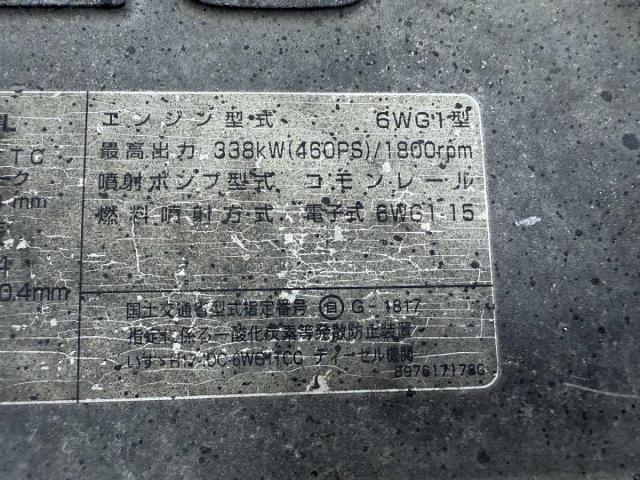 エンジン型式 6WG1型
最高出力 338kW(460PS)/1800rpm
噴射ポンプ型式 コモンレール
燃料噴射方式 電子式 6WG1-15
L
TC
ク
mm
4
0.4mm
国土交通省型式指定番号 自 G-1817
指定に係る一酸化炭素等発散防止装置
いすゞ ディーゼル機関